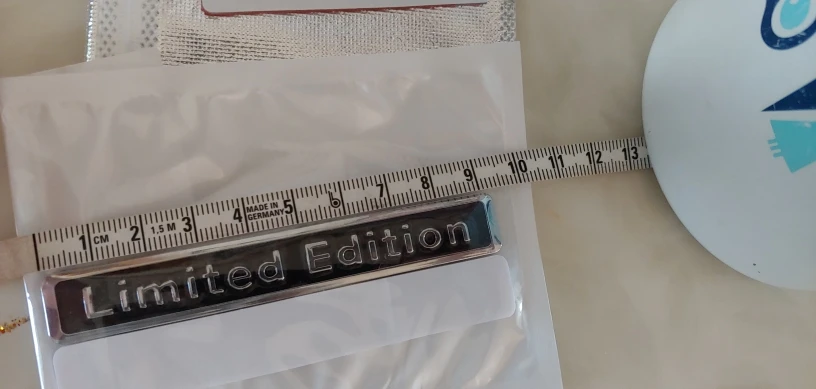 1 CM 2 1.5 M 3 4 MADE IN GERMANY 5 6 7 8 9 10 11 12 13
Limited Edition